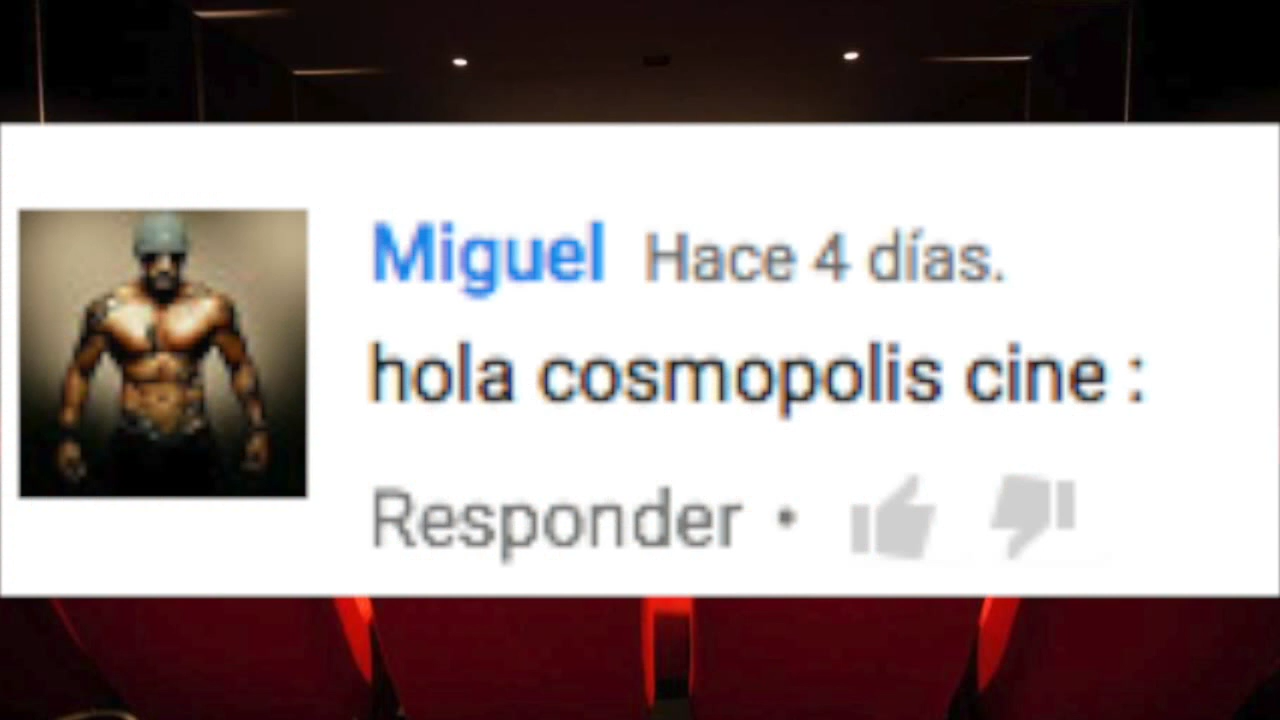 Miguel Hace 4 días.
hola cosmopolis cine :
Responder •